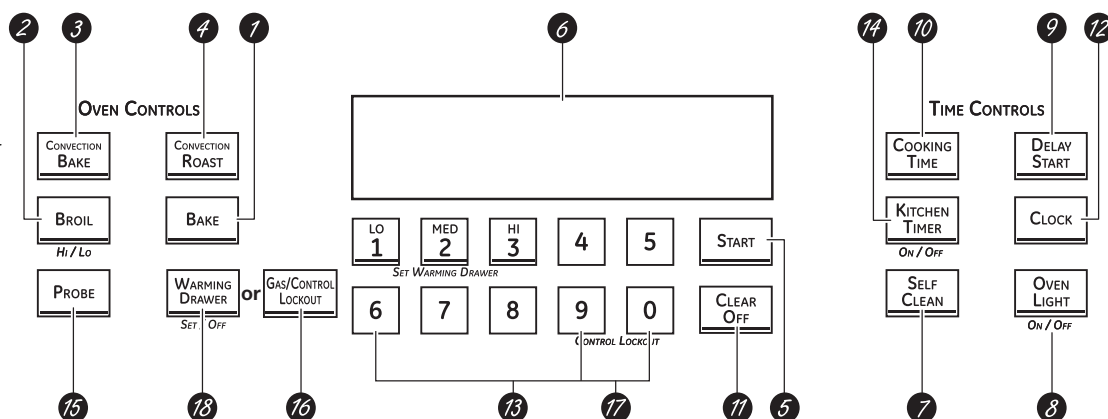 2 3 4 1 6 14 10 9 12
OVEN CONTROLS
TIME CONTROLS
CONVECTION
BAKE
CONVECTION
ROAST
COOKING
TIME
DELAY
START
BROIL
HI / LO
BAKE
LO
1
MED
2
HI
3
4
5
START
KITCHEN
TIMER
ON / OFF
CLOCK
SET WARMING DRAWER
PROBE
WARMING
DRAWER
or
GAS/CONTROL
LOCKOUT
6
7
8
9
0
CLEAR
OFF
SELF
CLEAN
OVEN
LIGHT
ON / OFF
SET / OFF
CONTROL LOCKOUT
15 18 16 13 17 11 5 7 8